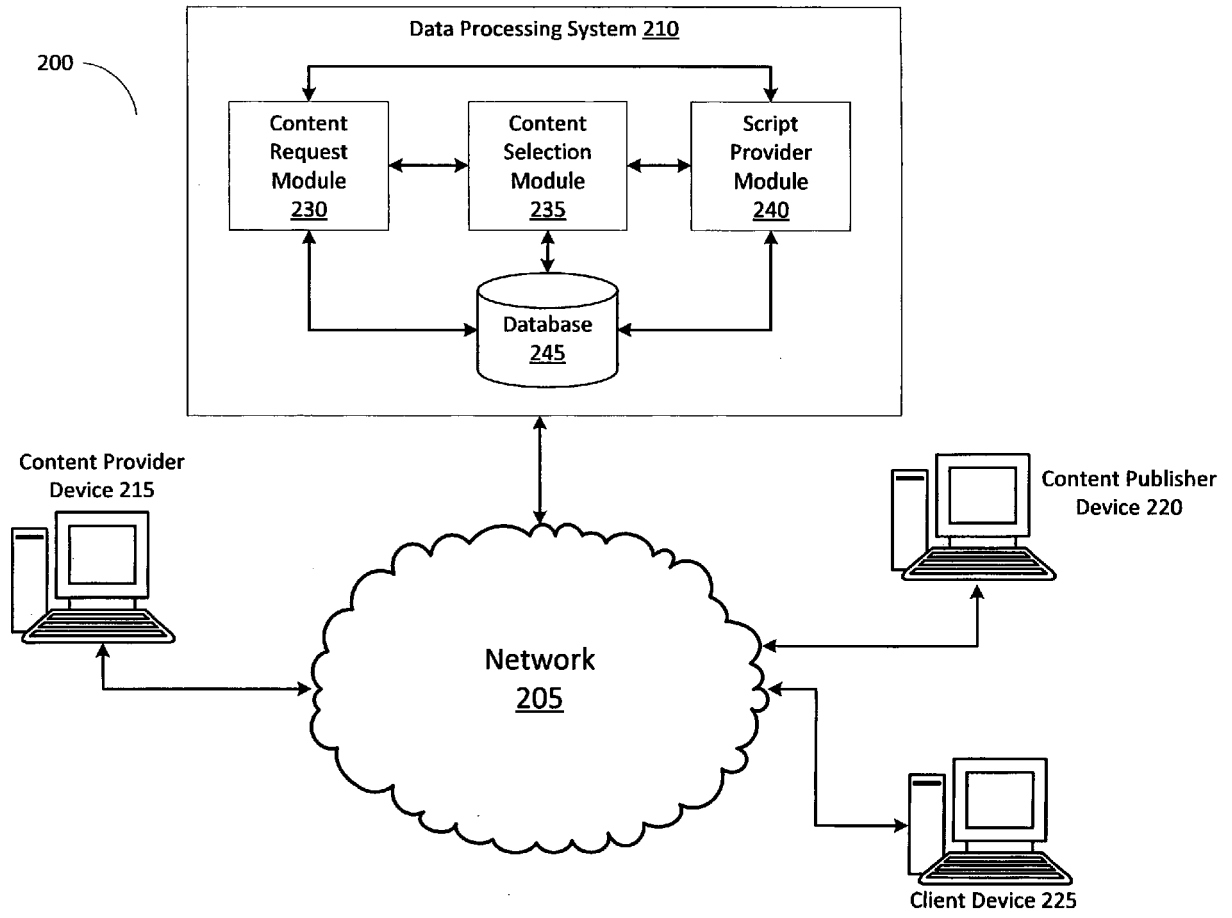 Data Processing System 210
200
Content
Request
Module
230
Content
Selection
Module
235
Script
Provider
Module
240
Database
245
Content Provider
Device 215
Content Publisher
Device 220
Network
205
Client Device 225